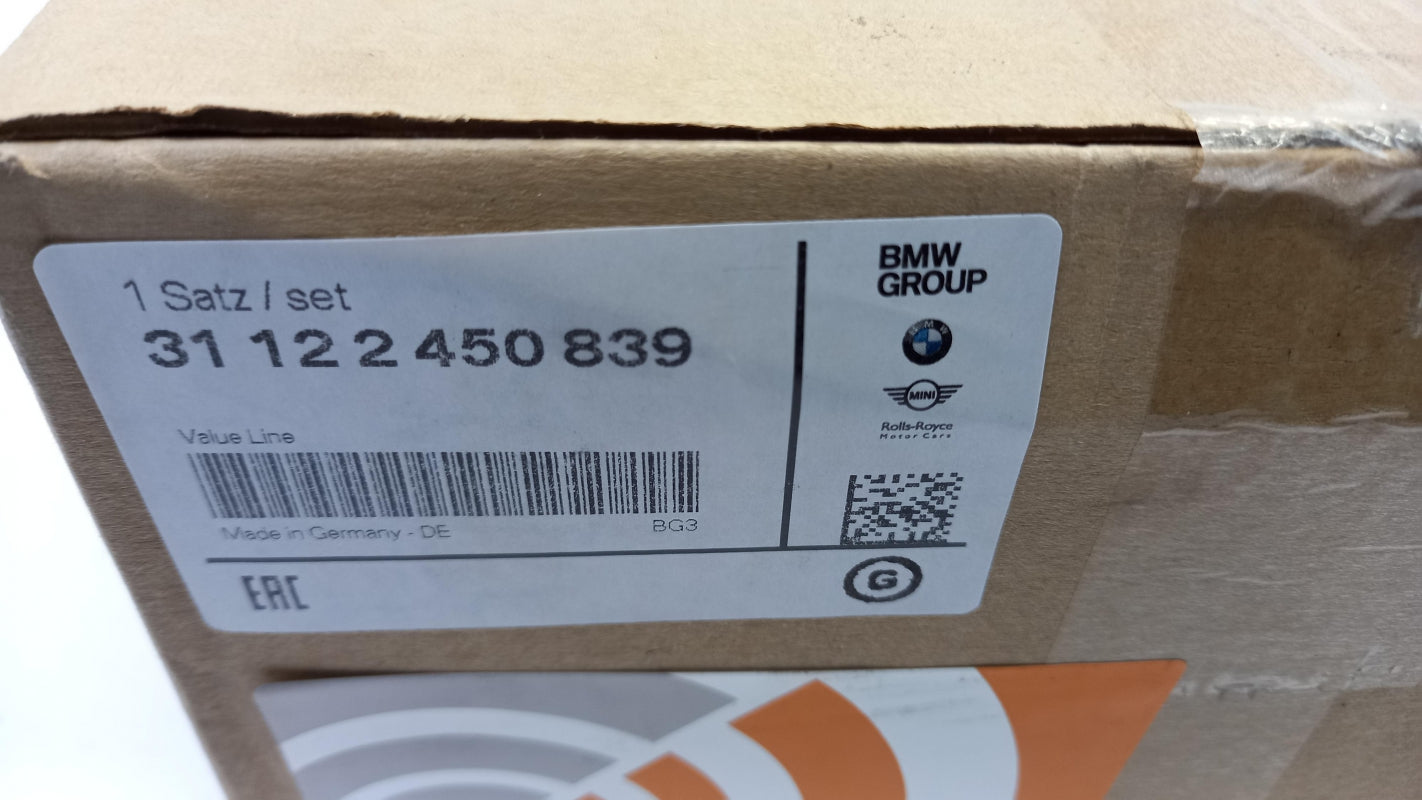 1 Satz / set
31 12 2 450 839
Value Line
Made in Germany - DE
BG3
EAC
BMW
GROUP
BMW
MINI
Rolls-Royce
Motor Cars
G